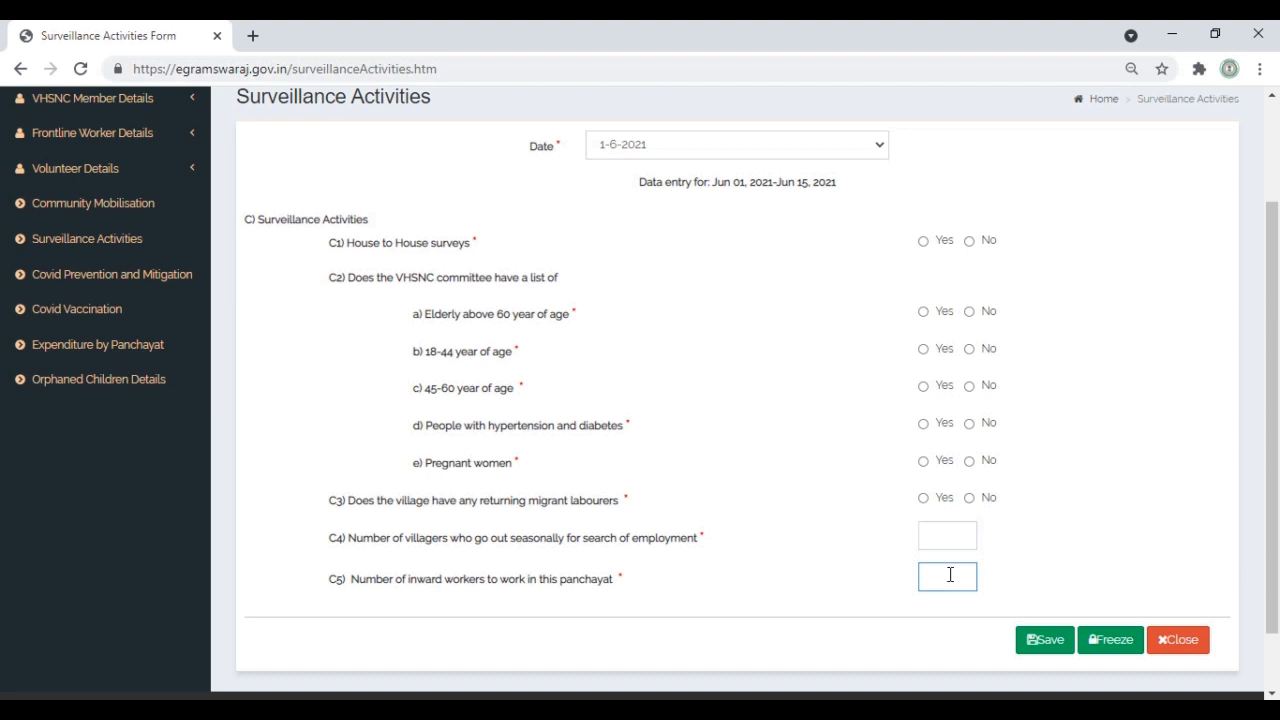 Surveillance Activities Form
https://egramswaraj.gov.in/surveillanceActivities.htm
VHSNC Member Details
Frontline Worker Details
Volunteer Details
Community Mobilisation
Surveillance Activities
Covid Prevention and Mitigation
Covid Vaccination
Expenditure by Panchayat
Orphaned Children Details
Surveillance Activities
Home > Surveillance Activities
Date * 1-6-2021
Data entry for: Jun 01, 2021-Jun 15, 2021
C) Surveillance Activities
C1) House to House surveys * Yes No
C2) Does the VHSNC committee have a list of
a) Elderly above 60 year of age * Yes No
b) 18-44 year of age * Yes No
c) 45-60 year of age * Yes No
d) People with hypertension and diabetes * Yes No
e) Pregnant women * Yes No
C3) Does the village have any returning migrant labourers * Yes No
C4) Number of villagers who go out seasonally for search of employment *
C5) Number of inward workers to work in this panchayat *
Save Freeze Close